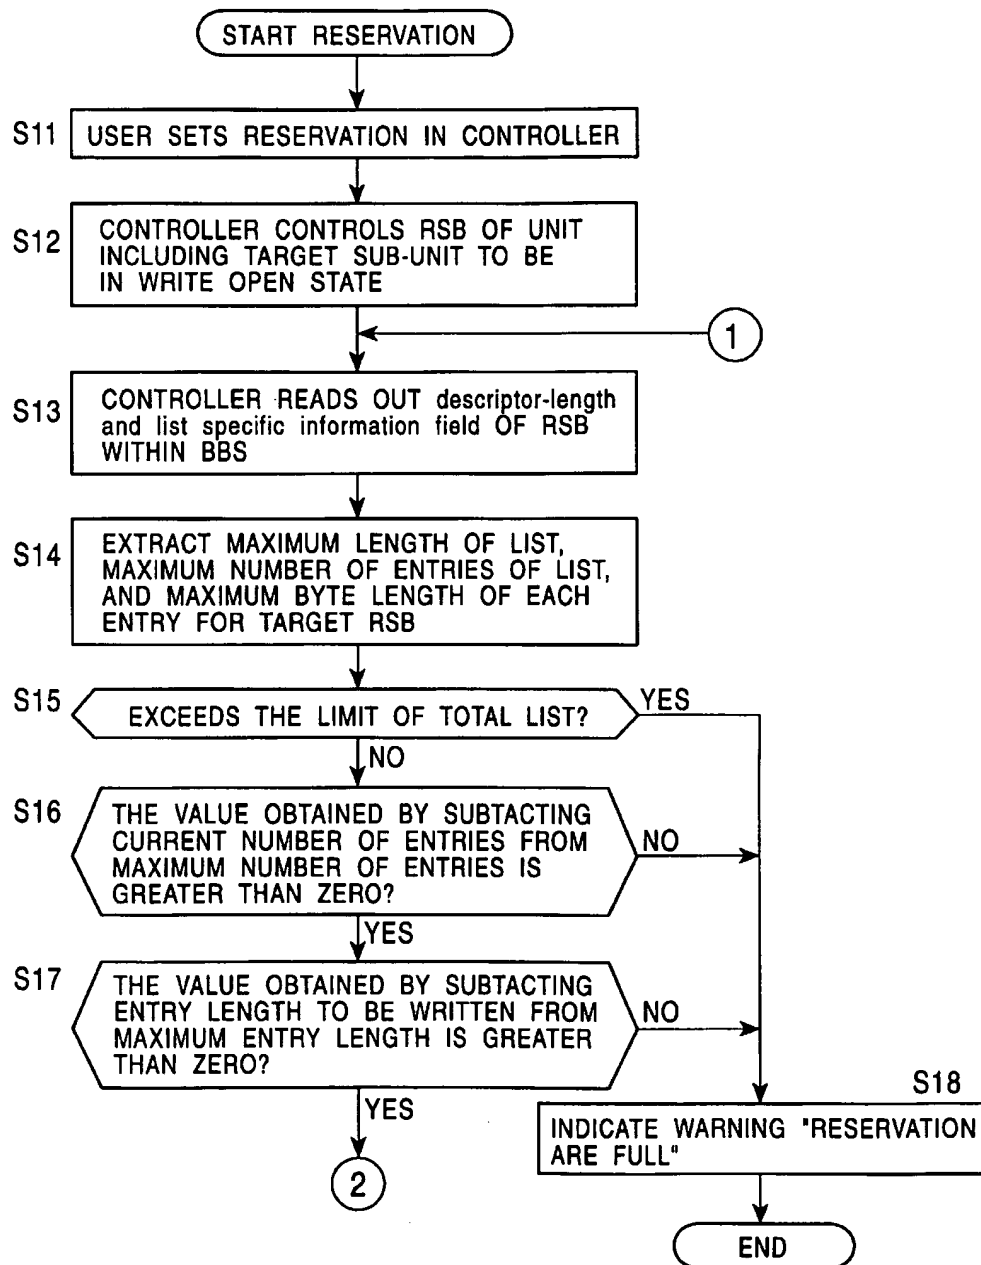 START RESERVATION
S11
USER SETS RESERVATION IN CONTROLLER
S12
CONTROLLER CONTROLS RSB OF UNIT
INCLUDING TARGET SUB-UNIT TO BE
IN WRITE OPEN STATE
1
S13
CONTROLLER READS OUT descriptor-length
and list specific information field OF RSB
WITHIN BBS
S14
EXTRACT MAXIMUM LENGTH OF LIST,
MAXIMUM NUMBER OF ENTRIES OF LIST,
AND MAXIMUM BYTE LENGTH OF EACH
ENTRY FOR TARGET RSB
S15
EXCEEDS THE LIMIT OF TOTAL LIST?
YES
NO
S16
THE VALUE OBTAINED BY SUBTACTING
CURRENT NUMBER OF ENTRIES FROM
MAXIMUM NUMBER OF ENTRIES IS
GREATER THAN ZERO?
NO
YES
S17
THE VALUE OBTAINED BY SUBTACTING
ENTRY LENGTH TO BE WRITTEN FROM
MAXIMUM ENTRY LENGTH IS GREATER
THAN ZERO?
NO
YES
2
S18
INDICATE WARNING "RESERVATION
ARE FULL"
END